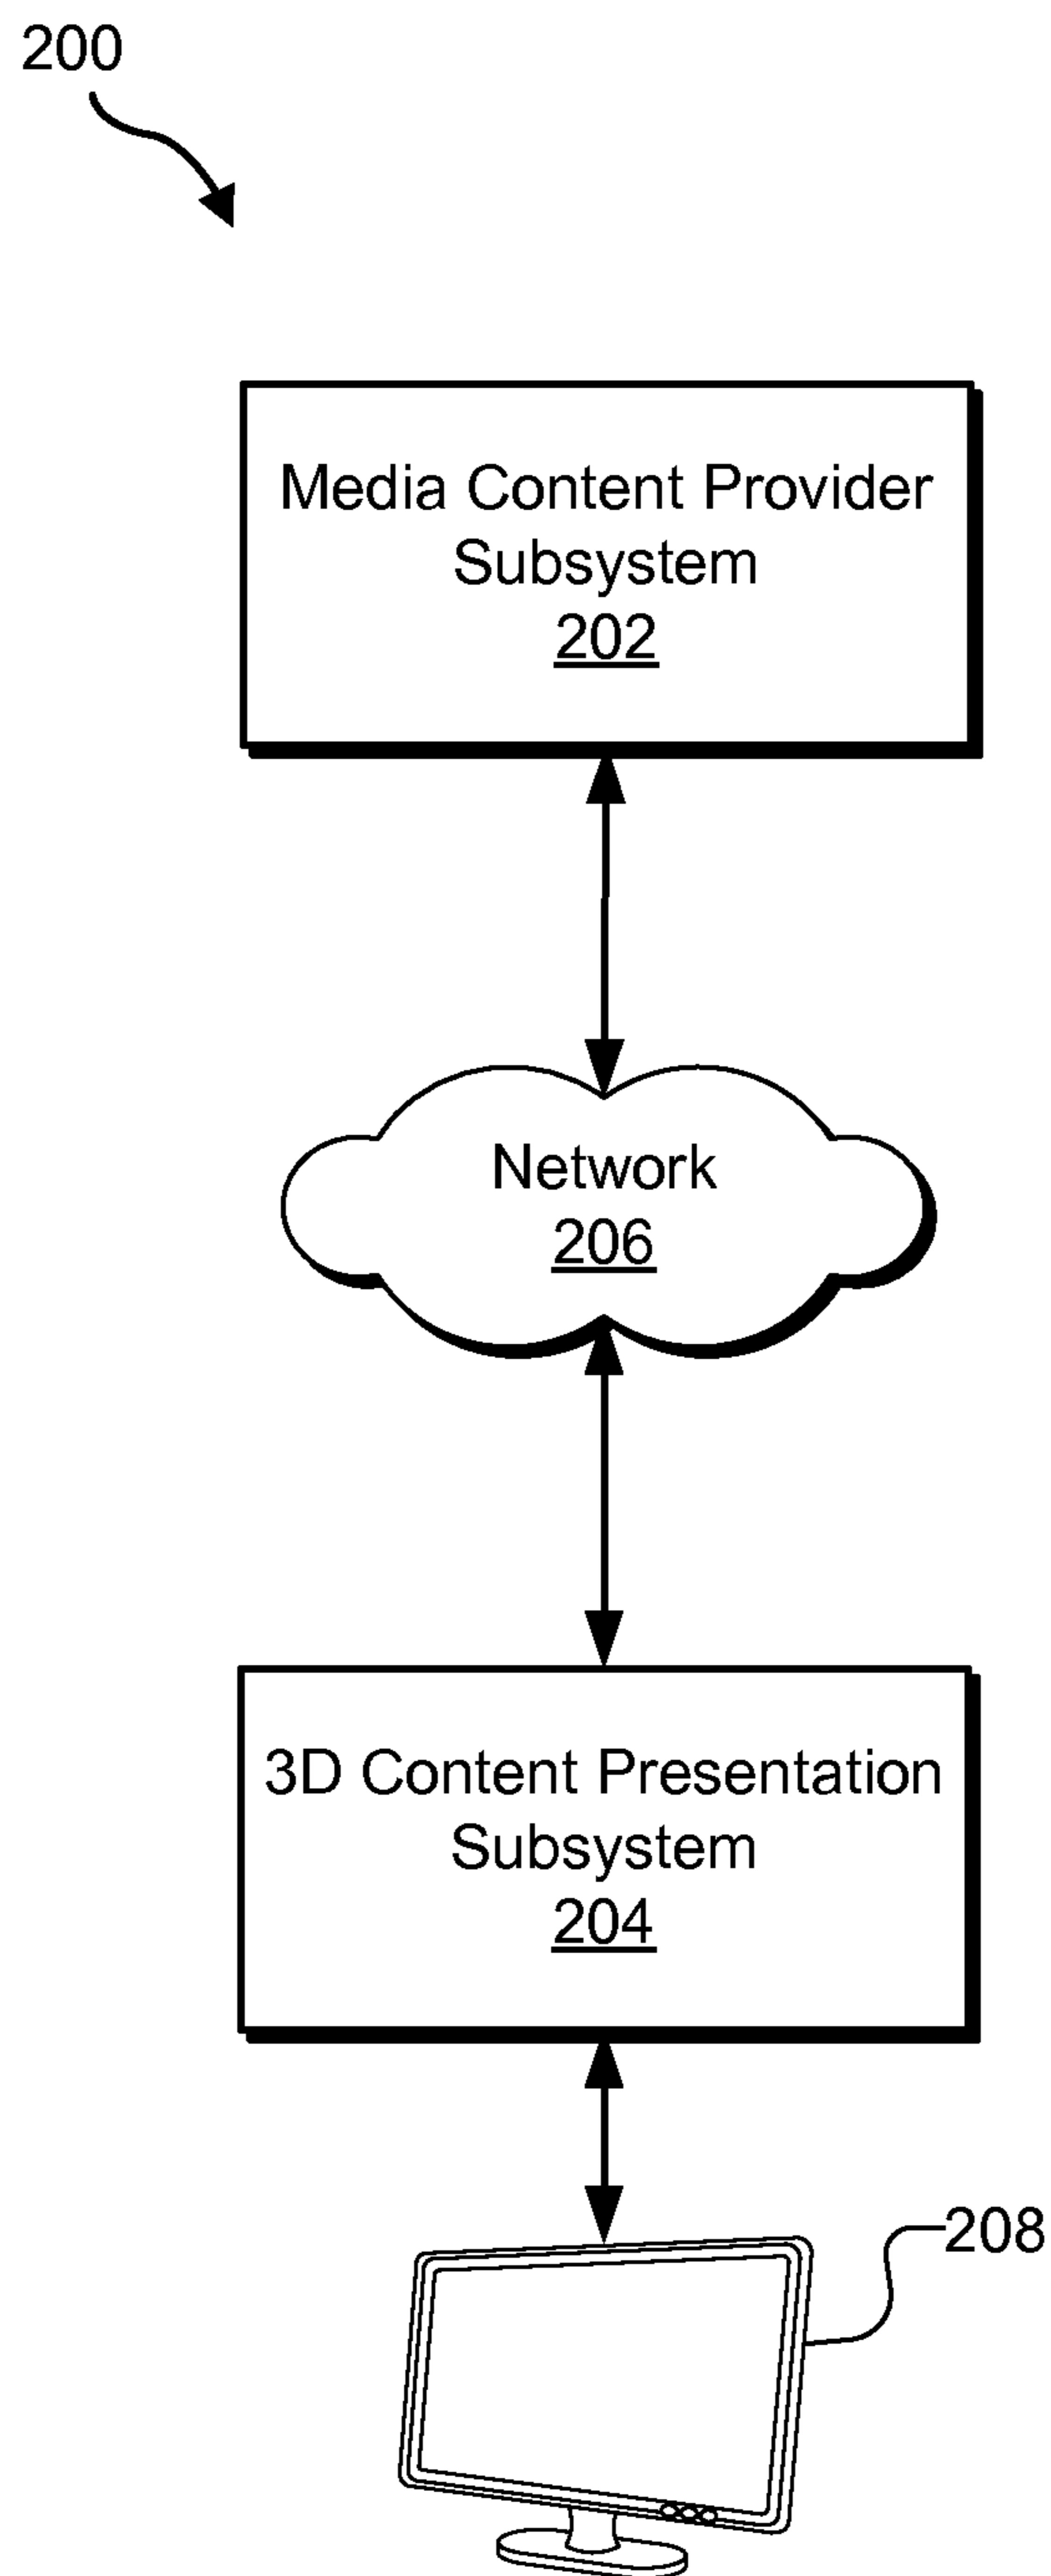 200
Media Content Provider
Subsystem
202
Network
206
3D Content Presentation
Subsystem
204
208